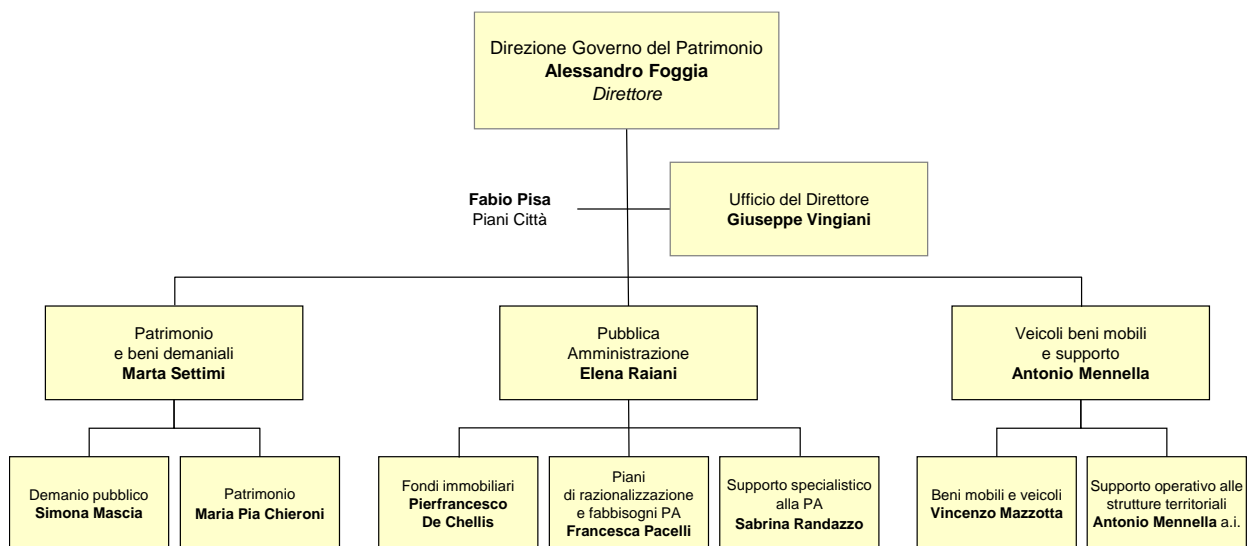 Direzione Governo del Patrimonio
Alessandro Foggia
Direttore
Fabio Pisa
Piani Città
Ufficio del Direttore
Giuseppe Vingiani
Patrimonio
e beni demaniali
Marta Settimi
Pubblica
Amministrazione
Elena Raiani
Veicoli beni mobili
e supporto
Antonio Mennella
Demanio pubblico
Simona Mascia
Patrimonio
Maria Pia Chieroni
Fondi immobiliari
Pierfrancesco
De Chellis
Piani
di razionalizzazione
e fabbisogni PA
Francesca Pacelli
Supporto specialistico
alla PA
Sabrina Randazzo
Beni mobili e veicoli
Vincenzo Mazzotta
Supporto operativo alle
strutture territoriali
Antonio Mennella a.i.